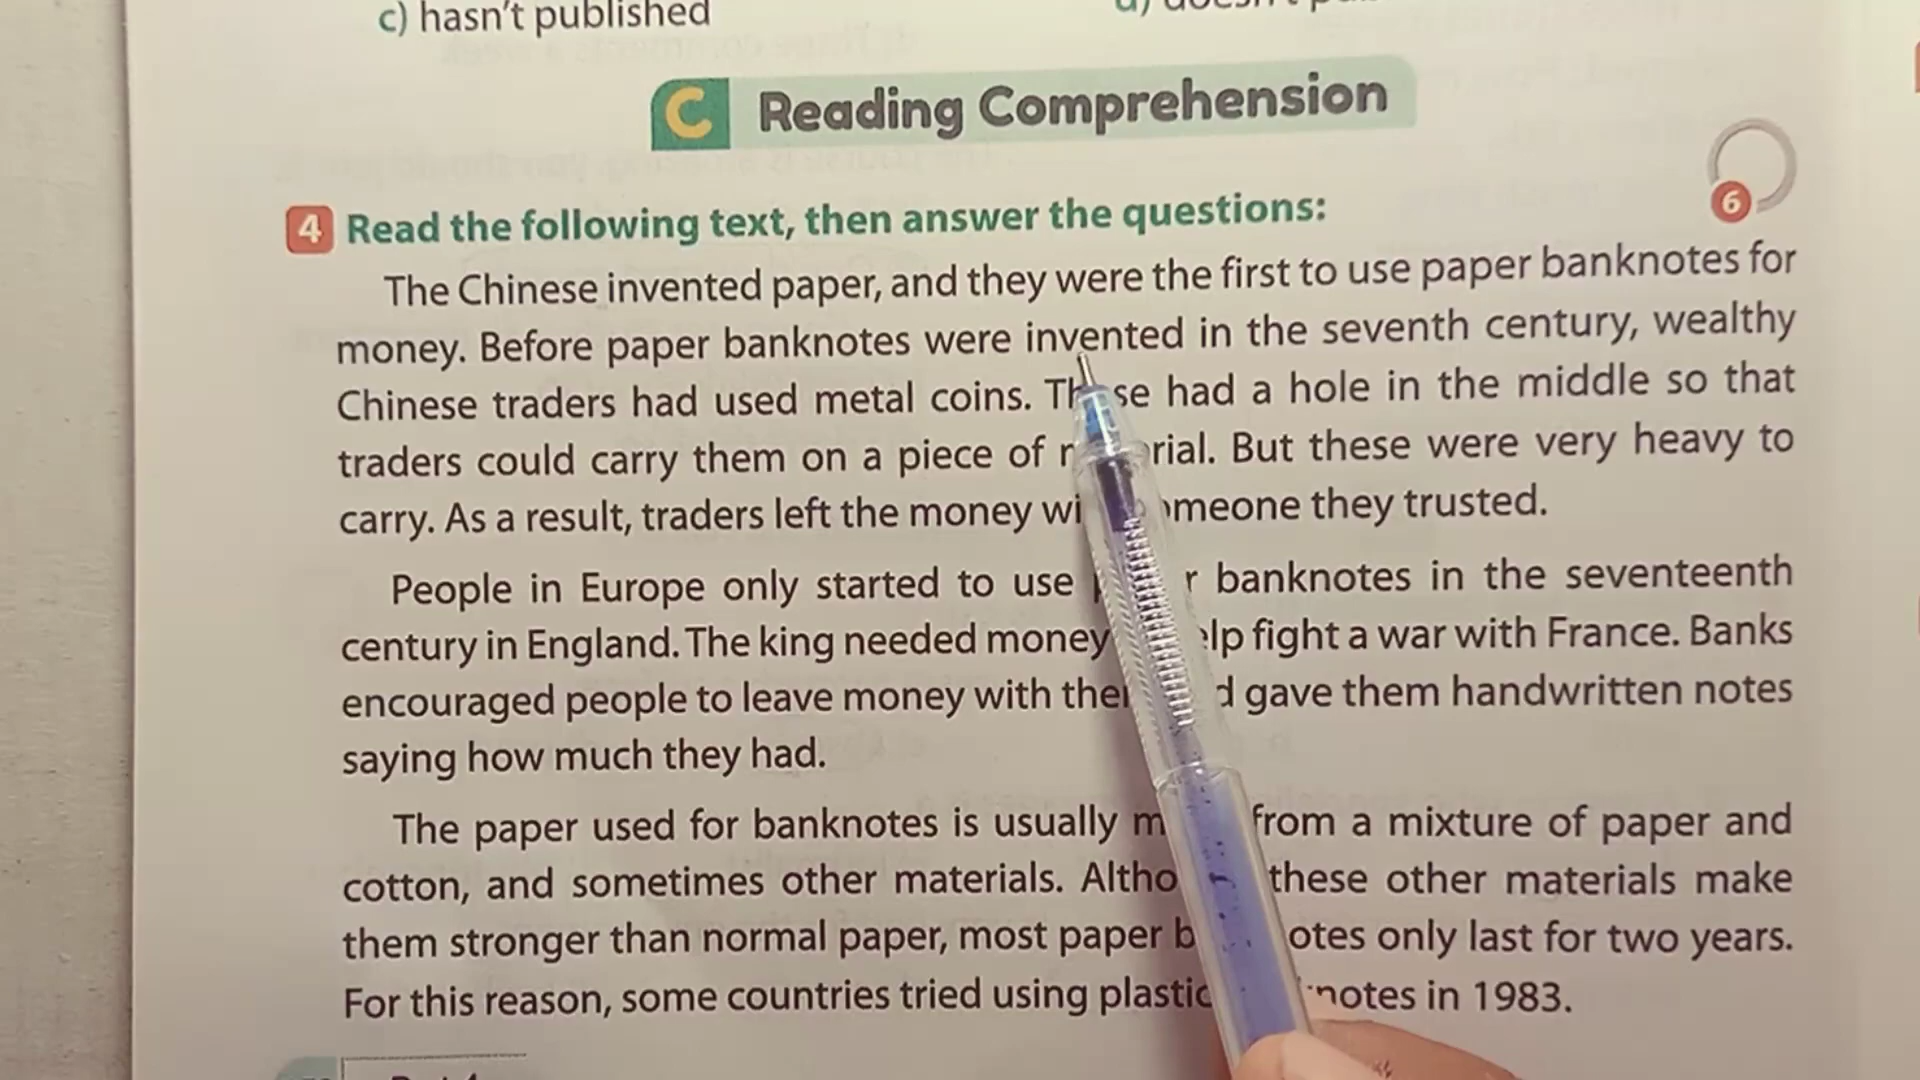 c) hasn't published
C Reading Comprehension
6
4 Read the following text, then answer the questions:
The Chinese invented paper, and they were the first to use paper banknotes for
money. Before paper banknotes were invented in the seventh century, wealthy
Chinese traders had used metal coins. had a hole in the middle so that
traders could carry them on a piece of But these were very heavy to
carry. As a result, traders left the money they trusted.
People in Europe only started to use banknotes in the seventeenth
century in England. The king needed money fight a war with France. Banks
encouraged people to leave money with gave them handwritten notes
saying how much they had.
The paper used for banknotes is usually from a mixture of paper and
cotton, and sometimes other materials. these other materials make
them stronger than normal paper, most paper only last for two years.
For this reason, some countries tried using plastic in 1983.